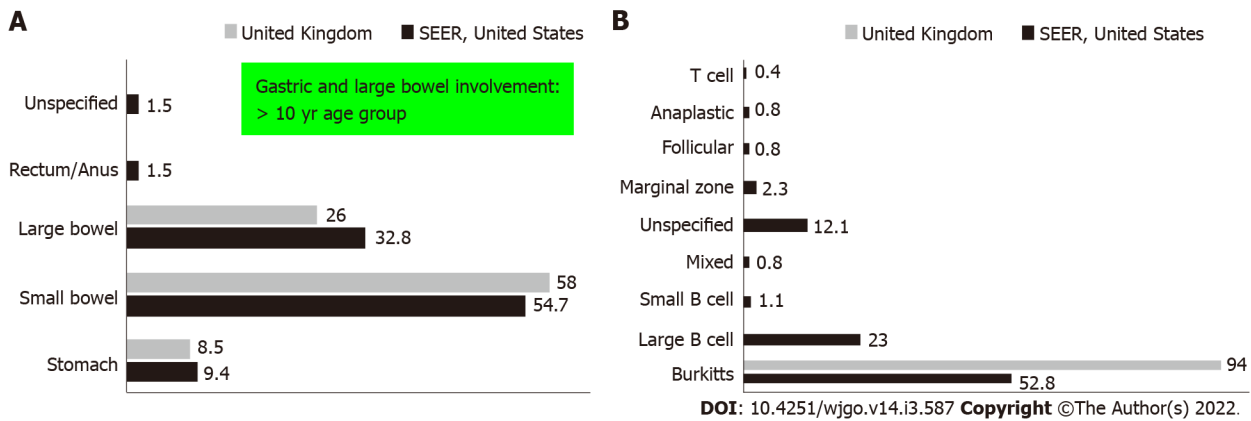 A
United Kingdom SEER, United States
Gastric and large bowel involvement:
> 10 yr age group
Unspecified 1.5
Rectum/Anus 1.5
Large bowel 26
32.8
Small bowel 58
54.7
Stomach 8.5
9.4
B
United Kingdom SEER, United States
T cell 0.4
Anaplastic 0.8
Follicular 0.8
Marginal zone 2.3
Unspecified 12.1
Mixed 0.8
Small B cell 1.1
Large B cell 23
Burkitts 94
52.8
DOI: 10.4251/wjgo.v14.i3.587 Copyright ©The Author(s) 2022.